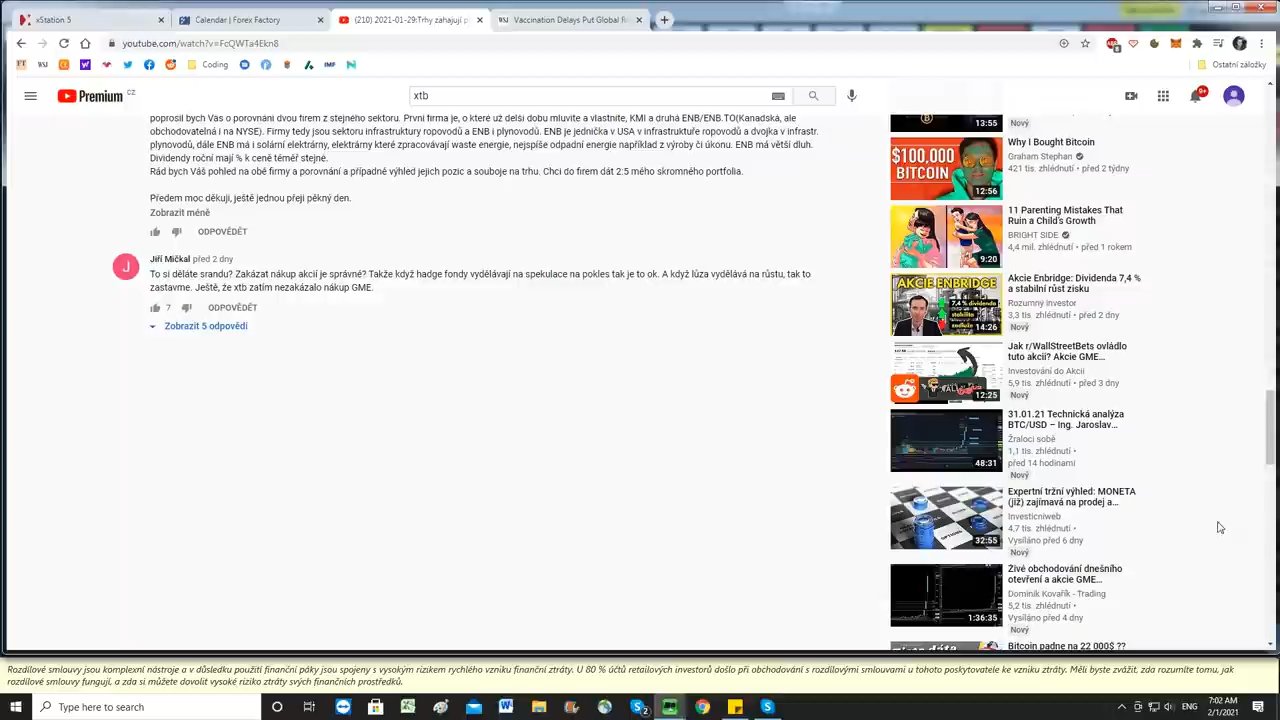 xStation 5
Calendar | Forex Factory
(210) 2021-01-29:Trhy zahajují p
Vaccination Delays Put Global R
youtube.com/watch?v=FcQWTa4Ekn8
Coding
IMF
Ostatní záložky
Premium CZ
xtb
9+
poprosil bych Vás o porovnání dvou firem z stejného sektoru. První firma je, o které už delší dobu mluvíte a vlastníte, KMI a druhá ENB/ENB.TO(Kanadská, ale
obchodovatelná i na NYSE). Firmy jsou sektoru infrastruktury ropovodů a ENB i plynovodů.Již je jednička v USA v infrastruktuře ropovodů a dvojka v infrastr.
plynovodů, dále ENB má i solární elektrárny, elektrárny které zpracovávají waste energie, nejspíše odpadní energie například z výroby či úkonu. ENB má větší dluh.
Dividendy roční mají % k ceně téměř stejné.
Rád bych Váš pohled na obě firmy a porovnání a případné výhled jejich pozic a souboje na trhu. Chci do firem dát 2:5 mého skromného portfolia.
Předem moc děkuji, ještě jednou přeji pěkný den.
Zobrazit méně
ODPOVĚDĚT
J
Jiří Mičkal před 2 dny
To si děláte srandu? Zakázat nákup akcií je správné? Takže když hadge fondy vydělávají na spekulace na pokles tak je to ok. A když lůza vydělává na růstu, tak to
zastavme. Ještě, že xtb zatím nezakázalo nákup GME.
7 ODPOVĚDĚT
Zobrazit 5 odpovědí
13:55
Nový
$100,000
BITCOIN
12:56
Why I Bought Bitcoin
Graham Stephan
421 tis. zhlédnutí • před 2 týdny
9:20
11 Parenting Mistakes That
Ruin a Child's Growth
BRIGHT SIDE
4,4 mil. zhlédnutí • před 1 rokem
AKCIE ENBRIDGE
7,4 % dividenda
stabilita
14:26
Akcie Enbridge: Dividenda 7,4 %
a stabilní růst zisku
Rozumný investor
3,3 tis. zhlédnutí • před 2 dny
Nový
12:25
Jak r/WallStreetBets ovládlo
tuto akcii? Akcie GME…
Investování do Akcií
5,9 tis. zhlédnutí • před 3 dny
Nový
48:31
31.01.21 Technická analýza
BTC/USD – Ing. Jaroslav…
Žraloci sobě
1,1 tis. zhlédnutí •
před 14 hodinami
Nový
OPTIONS
32:55
Expertní tržní výhled: MONETA
(již) zajímavá na prodej a…
Investicniweb
4,7 tis. zhlédnutí •
Vysíláno před 6 dny
Nový
1:36:35
Živé obchodování dnešního
otevření a akcie GME…
Dominik Kovařík - Trading
5,2 tis. zhlédnutí •
Vysíláno před 4 dny
Nový
Bitcoin padne na 22 000$ ??
Rozdílové smlouvy jsou komplexní nástroje a v důsledku použití finanční páky jsou spojeny s vysokým rizikem rychlého vzniku finanční ztráty. U 80 % účtů retailových investorů došlo při obchodování s rozdílovými smlouvami u tohoto poskytovatele ke vzniku ztráty. Měli byste zvážit, zda rozumíte tomu, jak
rozdílové smlouvy fungují, a zda si můžete dovolit vysoké riziko ztráty svých finančních prostředků.
Type here to search
7:02 AM
2/1/2021